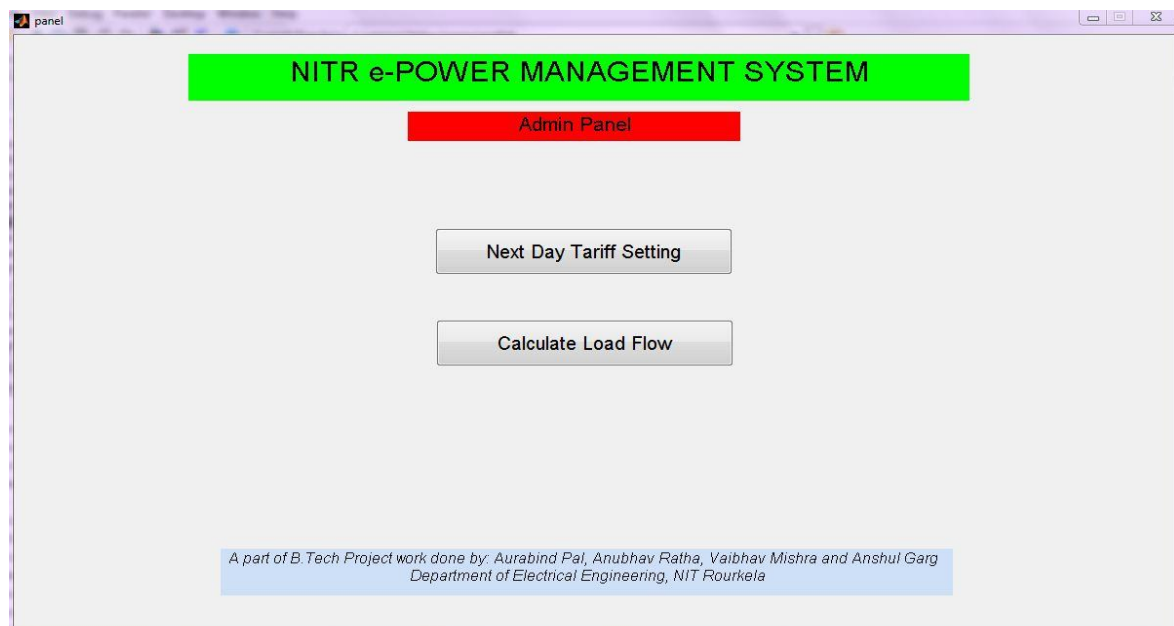 panel
NITR e-POWER MANAGEMENT SYSTEM
Admin Panel
Next Day Tariff Setting
Calculate Load Flow
A part of B.Tech Project work done by: Aurabind Pal, Anubhav Ratha, Vaibhav Mishra and Anshul Garg
Department of Electrical Engineering, NIT Rourkela